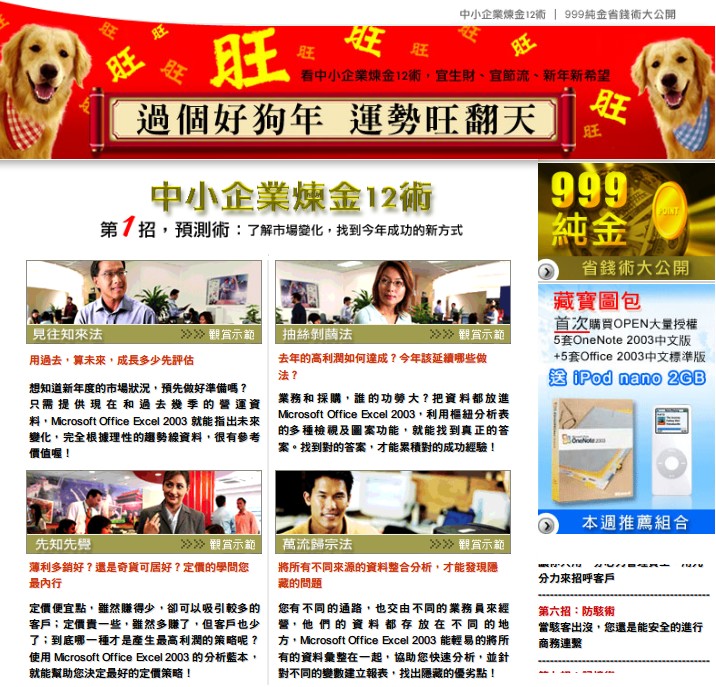 中小企業煉金12術 | 999純金省錢術大公開
旺 旺 旺 旺 旺 旺 旺 旺 旺
看中小企業煉金12術，宜生財、宜節流、新年新希望
過個好狗年 運勢旺翻天
中小企業煉金12術
第1招，預測術：了解市場變化，找到今年成功的新方式
見往知來法 >>>> 觀賞示範
用過去，算未來，成長多少先評估
想知道新年度的市場狀況，預先做好準備嗎？
只需提供現在和過去幾季的營運資
料，Microsoft Office Excel 2003 就能指出未來
變化，完全根據理性的趨勢線資料，很有參考
價值喔！
抽絲剝繭法 >>>> 觀賞示範
去年的高利潤如何達成？今年該延續哪些做
法？
業務和採購，誰的功勞大？把資料都放進
Microsoft Office Excel 2003，利用樞紐分析表
的多種檢視及圖案功能，就能找到真正的答
案。找對的答案，才能累積對的成功經驗！
先知先覺 >>>> 觀賞示範
薄利多銷好？還是奇貨可居好？定價的學問您
最內行
定價便宜點，雖然賺得少，卻可以吸引較多的
客戶；定價貴一些，雖然多賺了，但客戶也少
了；到底哪一種才是產生最高利潤的策略呢？
使用 Microsoft Office Excel 2003 的分析藍本，
就能幫助您決定最好的定價策略！
萬流歸宗法 >>>> 觀賞示範
將所有不同來源的資料整合分析，才能發現隱
藏的問題
您有不同的通路，也交由不同的業務員來經
營，他們的資料都存放在不同的地
方，Microsoft Office Excel 2003 能輕易的將所
有的資料彙整在一起，協助您快速分析，並針
對不同的變數建立報表，找出隱藏的優劣點！
999
純金
POINT
省錢術大公開
藏寶圖包
首次購買OPEN大量授權
5套OneNote 2003中文版
+5套Office 2003中文標準版
送 iPod nano 2GB
OneNote 2003
本週推薦組合
分力來招呼客戶
第六招：防駭術
當駭客出沒，您還是能安全的進行
商務連繫